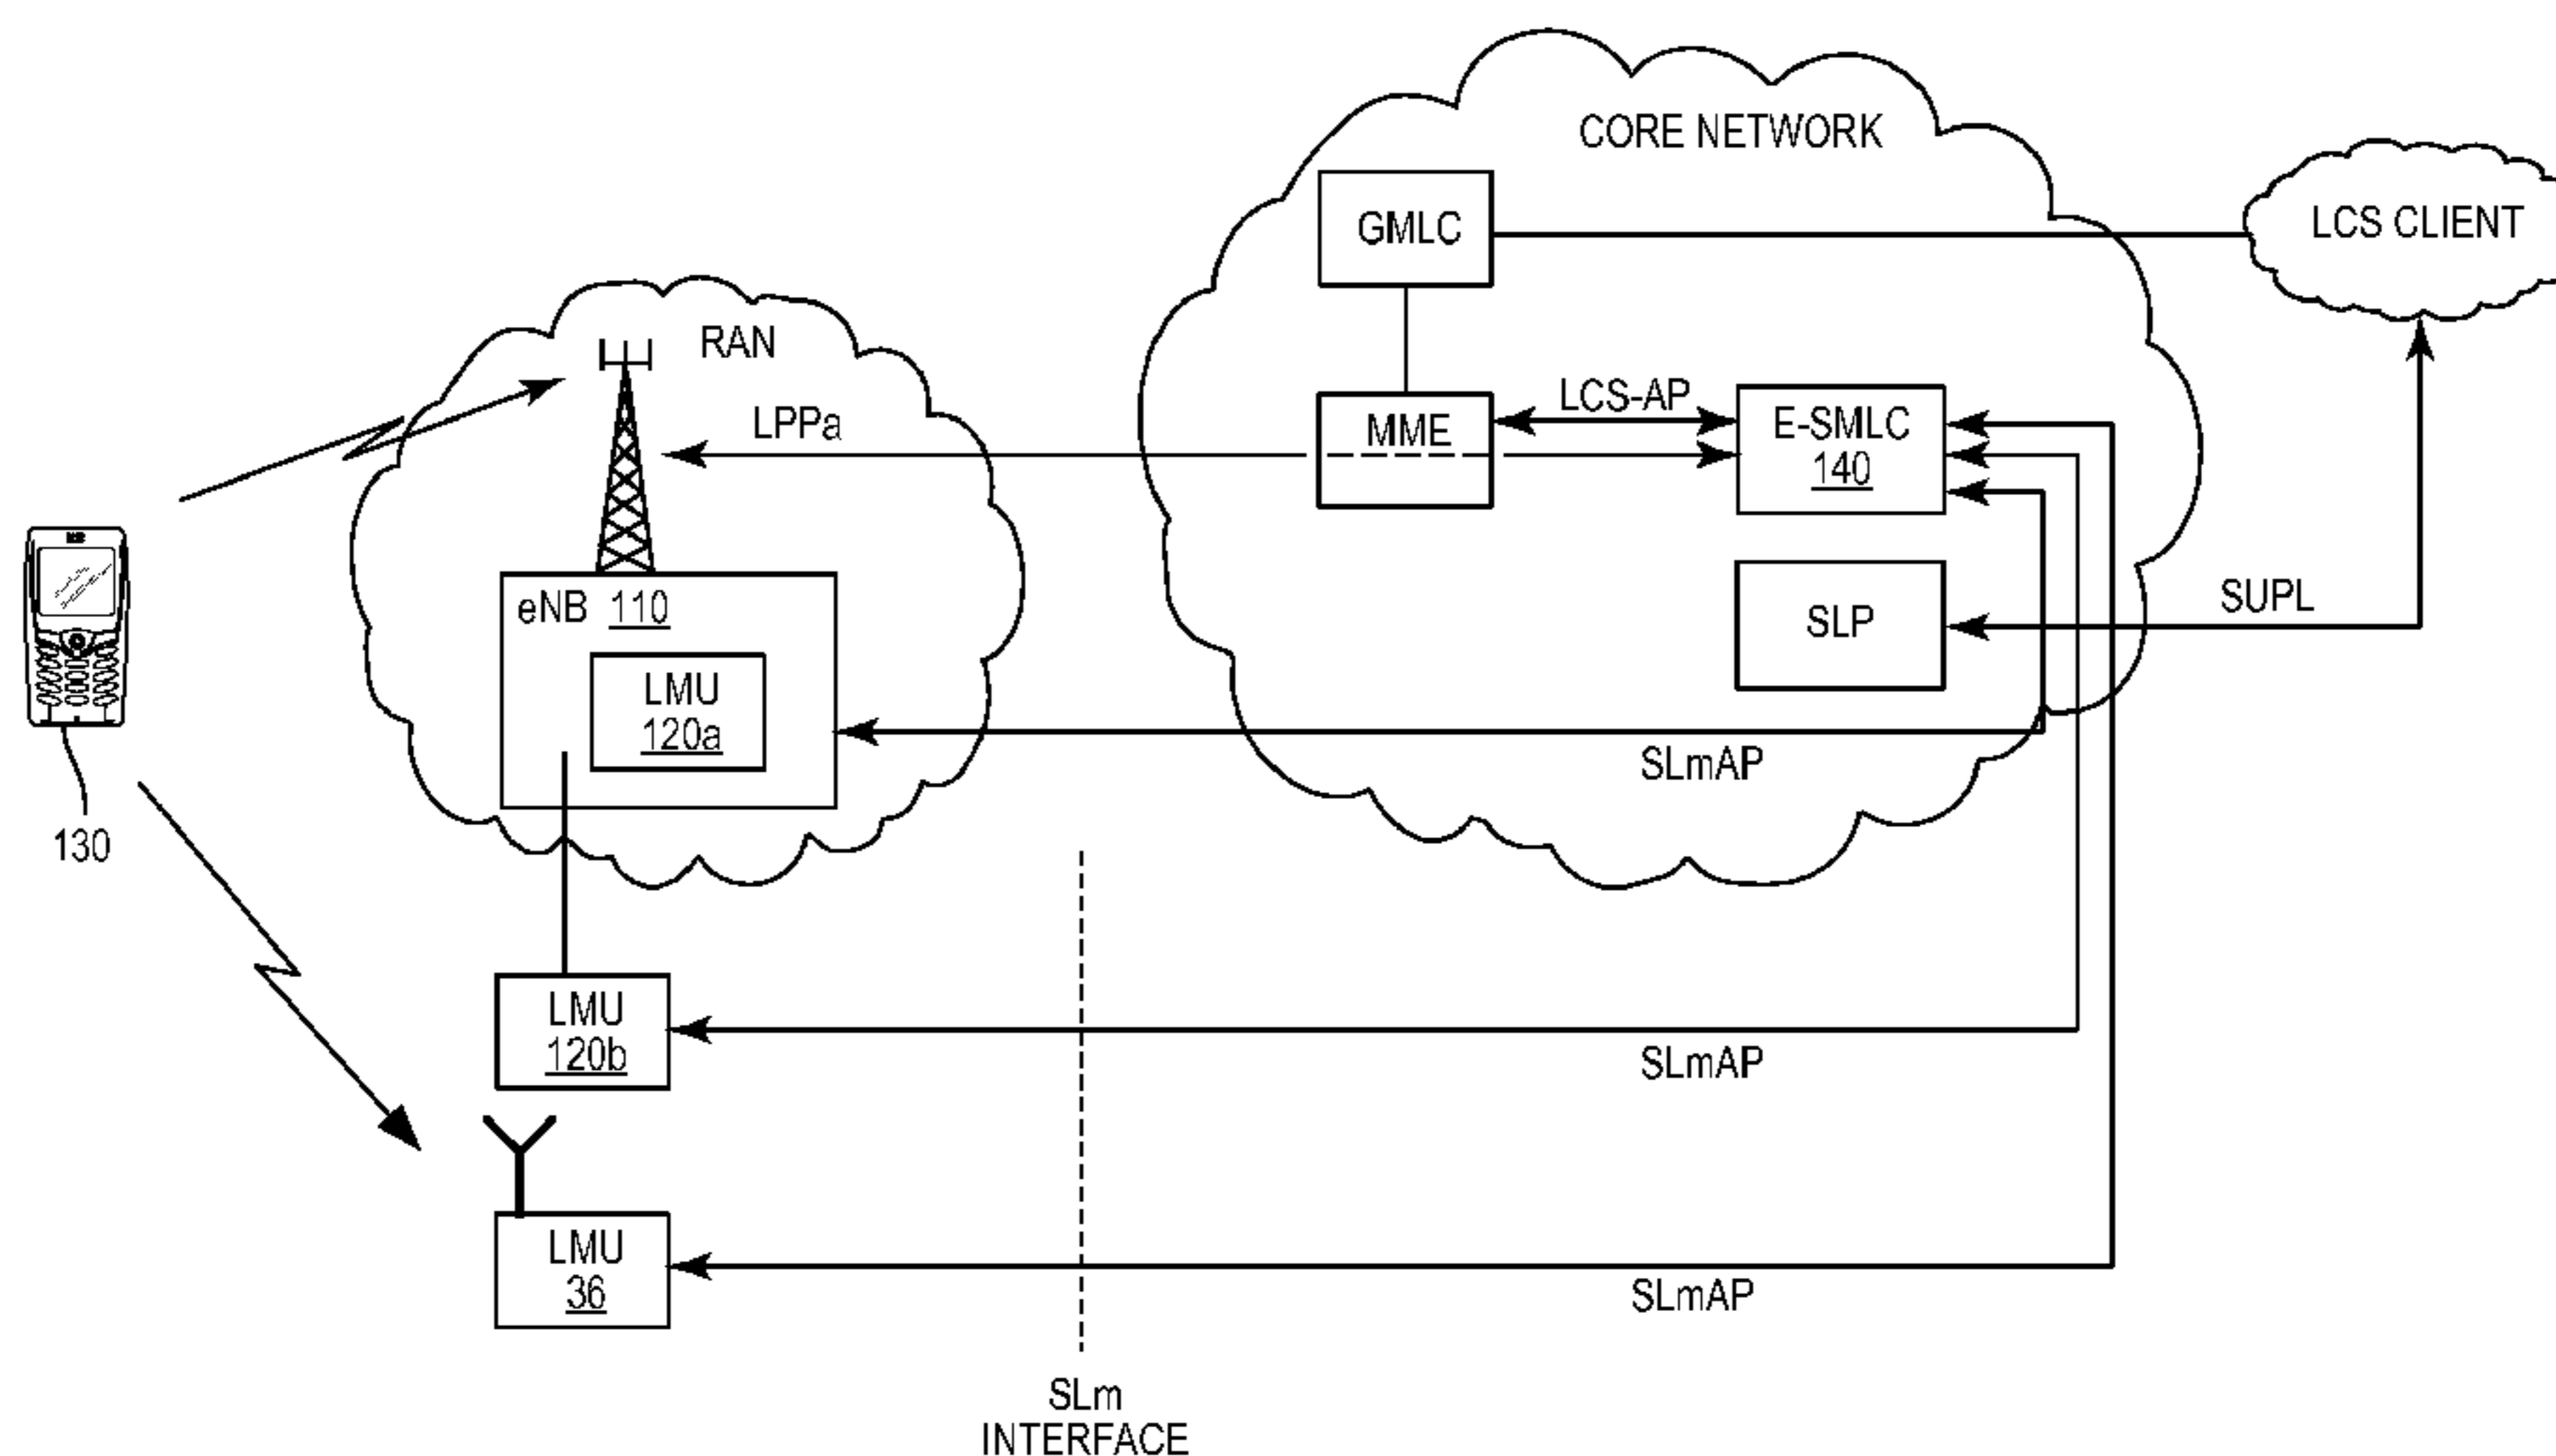 CORE NETWORK
GMLC
LCS CLIENT
RAN
LPPa
MME
LCS-AP
E-SMLC
140
eNB 110
SLP
SUPL
LMU
120a
SLmAP
130
LMU
120b
SLmAP
LMU
36
SLmAP
SLm
INTERFACE